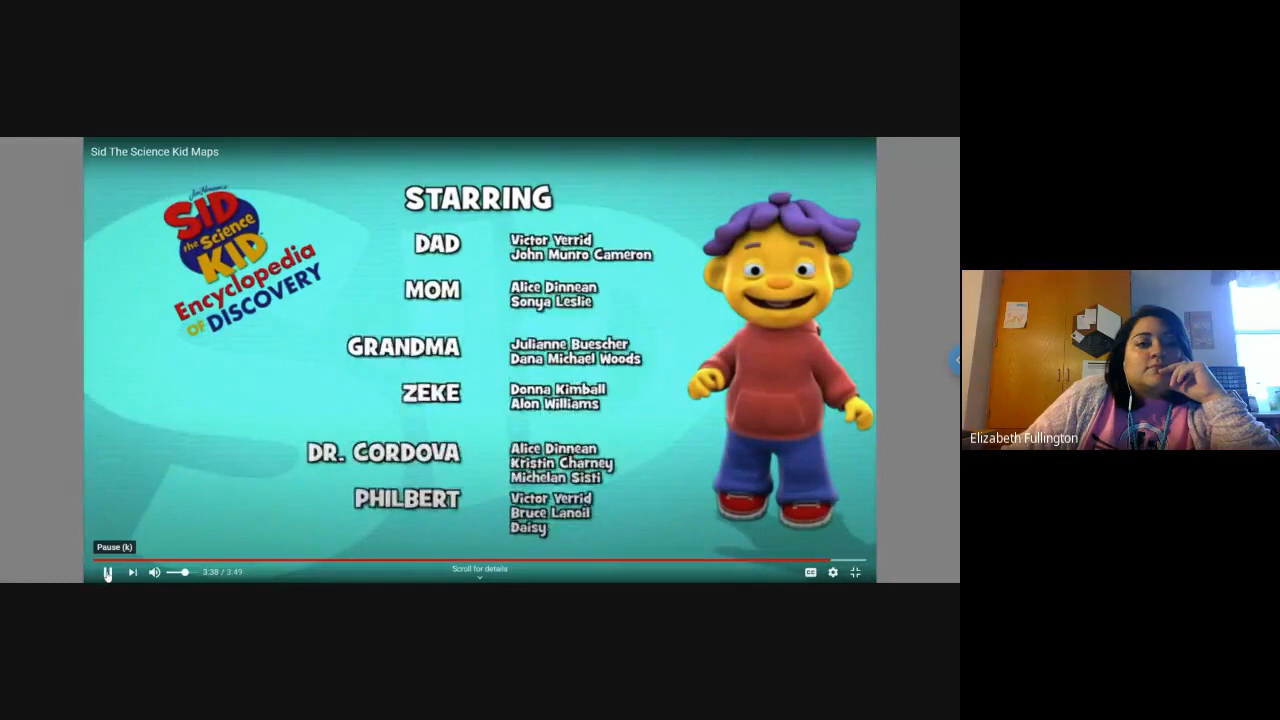 Sid The Science Kid Maps
Jim Henson's
SID
the Science
KID
Encyclopedia
OF DISCOVERY
STARRING
DAD
Victor Yerrid
John Munro Cameron
MOM
Alice Dinnean
Sonya Leslie
GRANDMA
Julianne Buescher
Dana Michael Woods
ZEKE
Donna Kimball
Alon Williams
DR. CORDOVA
Alice Dinnean
Kristin Charney
Michelan Sisti
PHILBERT
Victor Yerrid
Bruce Lanoil
Daisy
Pause (k)
3:38 / 3:49
Scroll for details
CC
Elizabeth Fullington